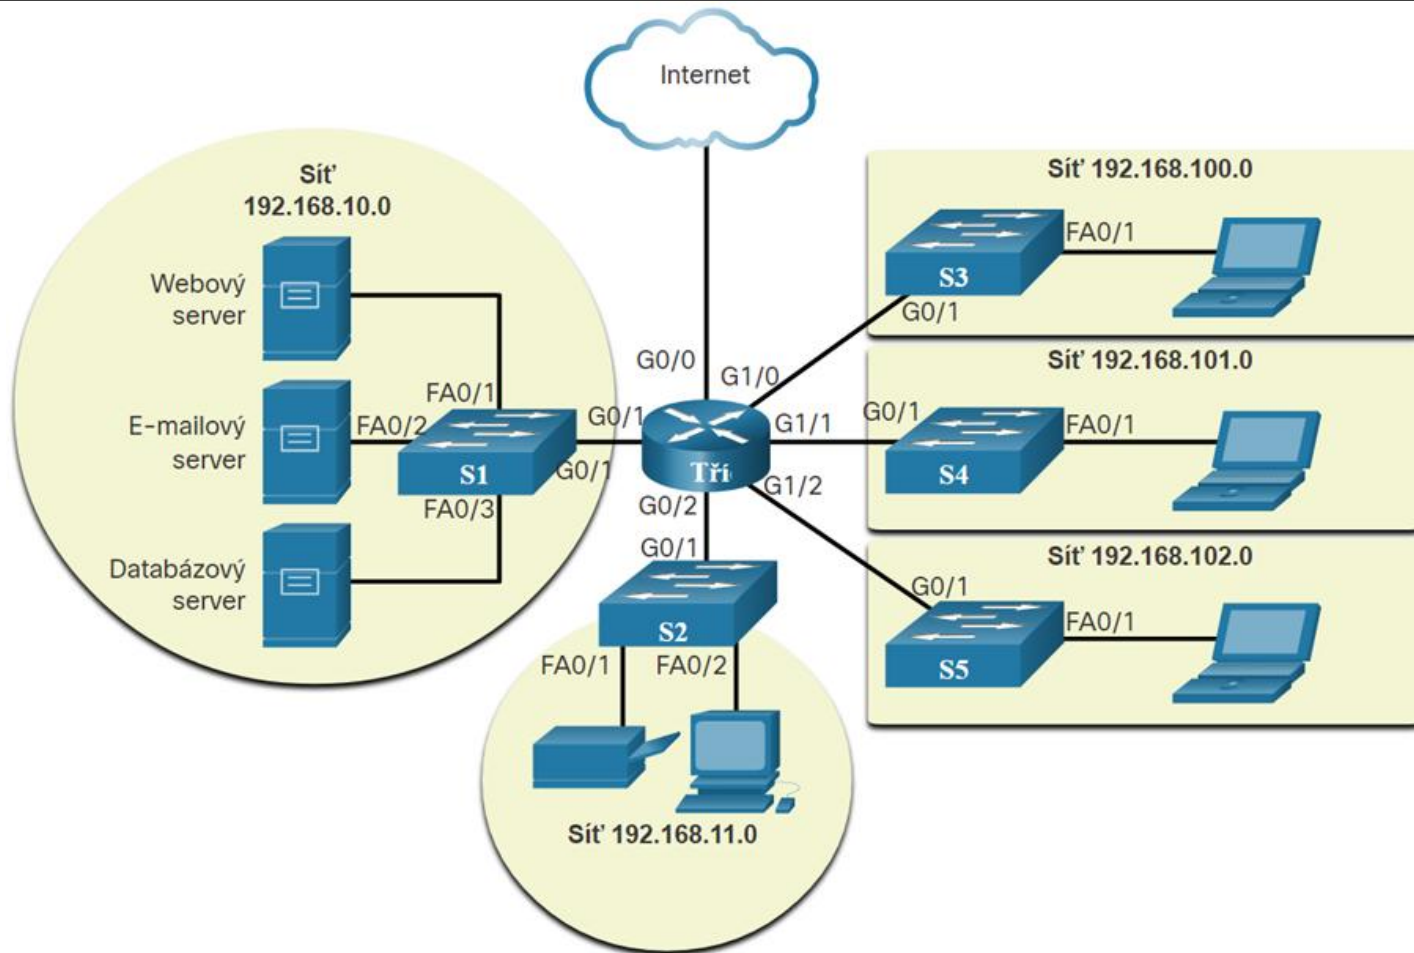 Internet
Síť
192.168.10.0
Webový
server
E-mailový
server
Databázový
server
FA0/1
FA0/2
FA0/3
S1
G0/1
G0/1
G0/0
G1/0
G1/1
G1/2
G0/2
Tří
G0/1
S2
FA0/1
FA0/2
Síť 192.168.11.0
Síť 192.168.100.0
S3
FA0/1
G0/1
Síť 192.168.101.0
G0/1
S4
FA0/1
Síť 192.168.102.0
G0/1
S5
FA0/1